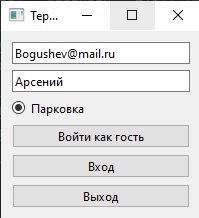 Тер...
Bogushev@mail.ru
Арсений
Парковка
Войти как гость
Вход
Выход